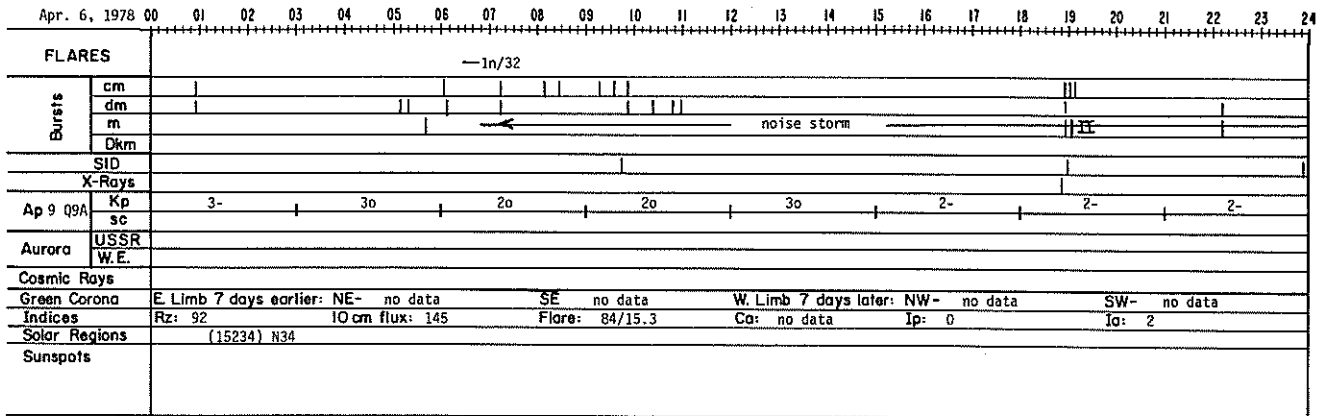 Apr. 6, 1978 00 01 02 03 04 05 06 07 08 09 10 11 12 13 14 15 16 17 18 19 20 21 22 23 24
FLARES
—1n/32
Bursts
cm
dm
m noise storm II
Dkm
SID
X-Rays
Ap 9 Q9A Kp 3- 3o 2o 2o 3o 2- 2- 2-
sc
Aurora
USSR
W.E.
Cosmic Rays
Green Corona E. Limb 7 days earlier: NE- no data SE no data W. Limb 7 days later: NW- no data SW- no data
Indices Rz: 92 10 cm flux: 145 Flare: 84/15.3 Ca: no data Ip: 0 Ia: 2
Solar Regions (15234) N34
Sunspots